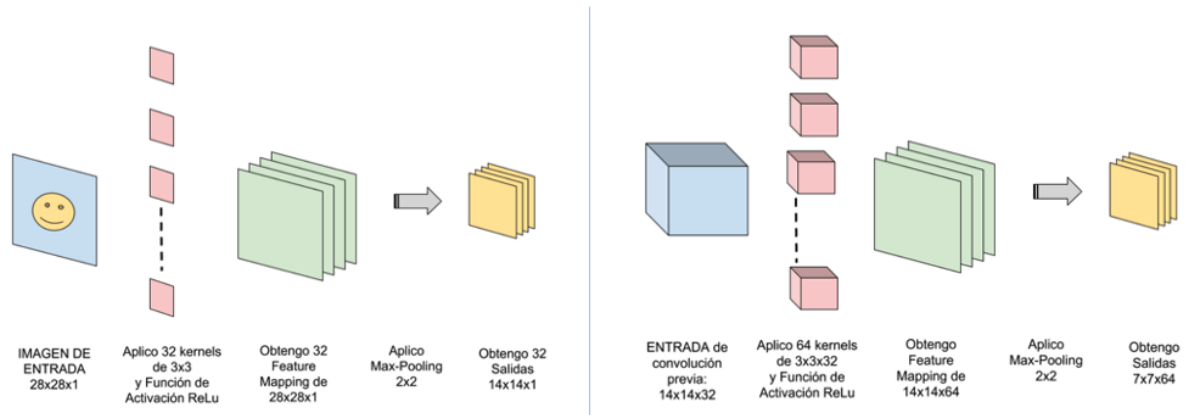 IMAGEN DE
ENTRADA
28x28x1
Aplico 32 kernels
de 3x3
y Función de
Activación ReLu
Obtengo 32
Feature
Mapping de
28x28x1
Aplico
Max-Pooling
2x2
Obtengo 32
Salidas
14x14x1
ENTRADA de
convolución
previa:
14x14x32
Aplico 64 kernels
de 3x3x32
y Función de
Activación ReLu
Obtengo
Feature
Mapping de
14x14x64
Aplico
Max-Pooling
2x2
Obtengo
Salidas
7x7x64